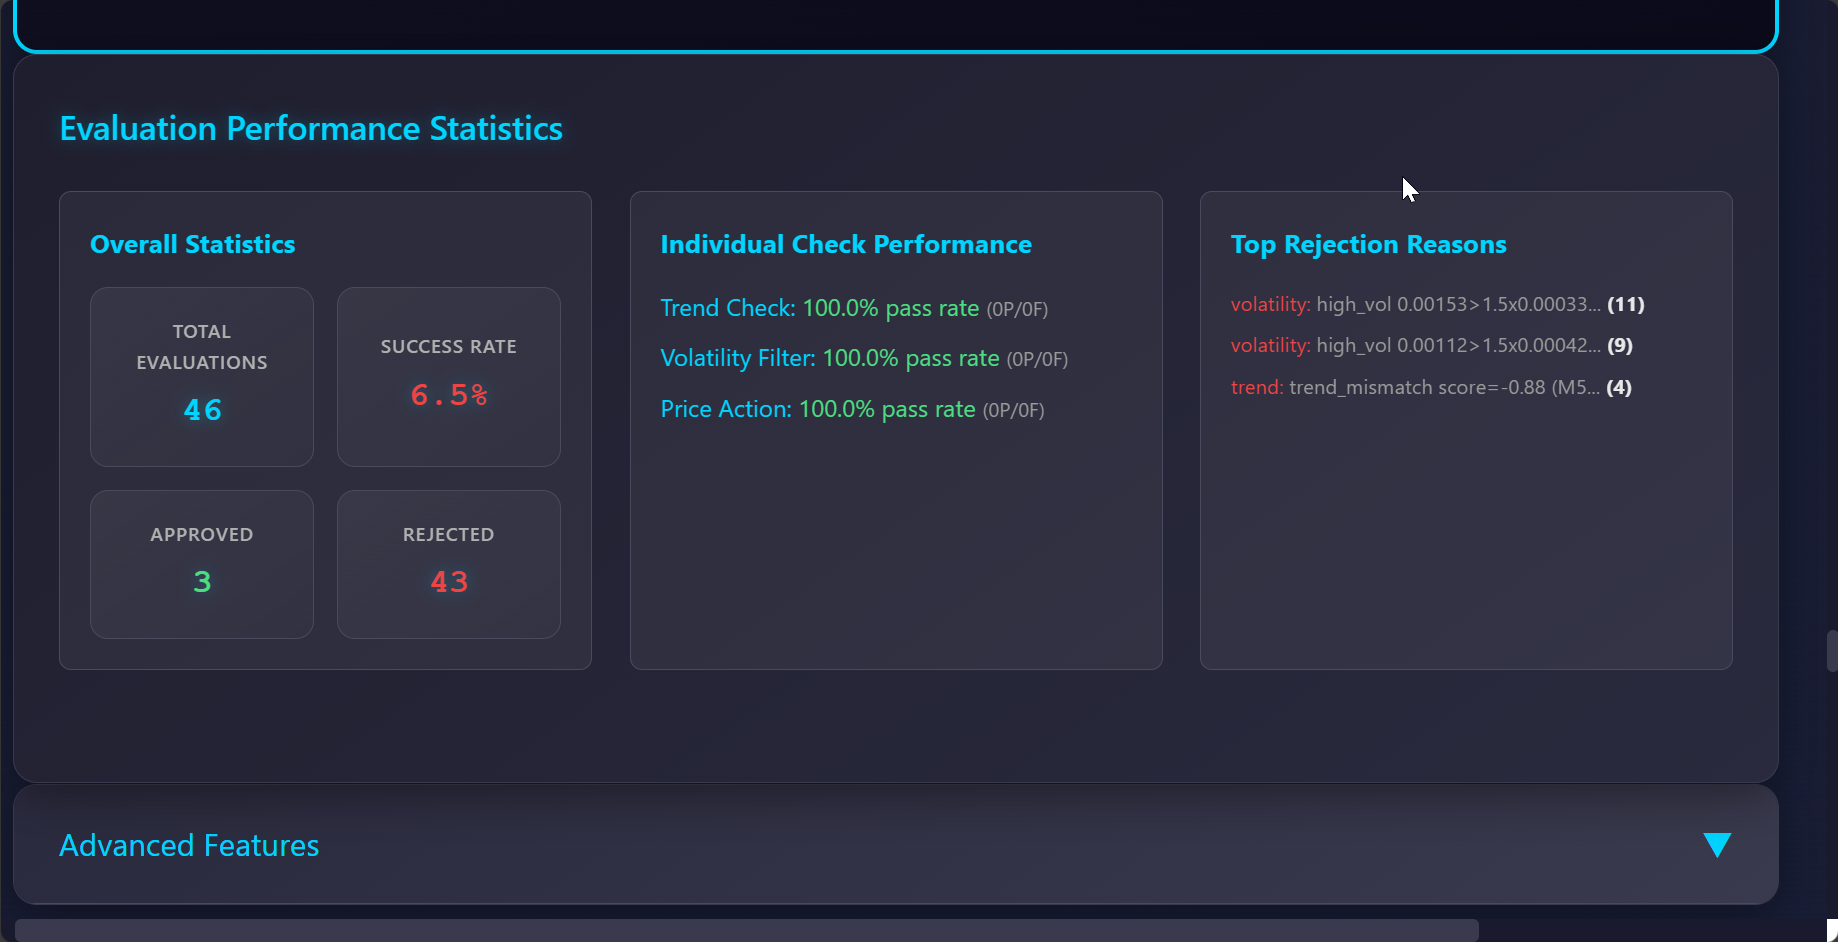 Evaluation Performance Statistics
Overall Statistics
TOTAL
EVALUATIONS
46
SUCCESS RATE
6.5%
APPROVED
3
REJECTED
43
Individual Check Performance
Trend Check: 100.0% pass rate (0P/0F)
Volatility Filter: 100.0% pass rate (0P/0F)
Price Action: 100.0% pass rate (0P/0F)
Top Rejection Reasons
volatility: high_vol 0.00153>1.5x0.00033... (11)
volatility: high_vol 0.00112>1.5x0.00042... (9)
trend: trend_mismatch score=-0.88 (M5... (4)
Advanced Features